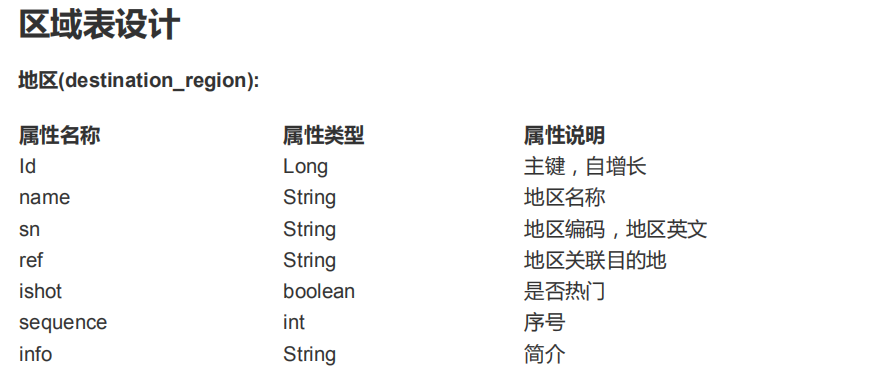 区域表设计
地区(destination_region):
属性名称 属性类型 属性说明
Id Long 主键，自增长
name String 地区名称
sn String 地区编码，地区英文
ref String 地区关联目的地
ishot boolean 是否热门
sequence int 序号
info String 简介